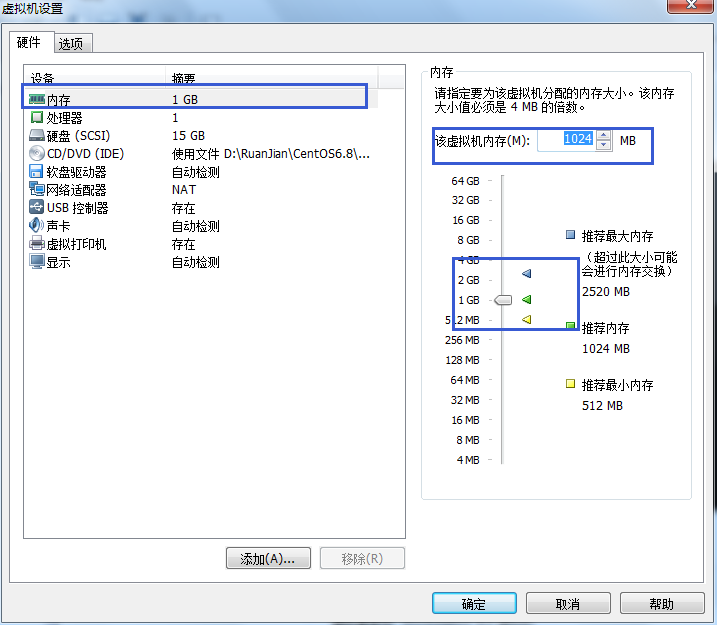 虚拟机设置
硬件 选项
设备 摘要
内存 1 GB
处理器 1
硬盘 (SCSI) 15 GB
CD/DVD (IDE) 使用文件 D:\RuanJian\CentOS6.8\...
软盘驱动器 自动检测
网络适配器 NAT
USB 控制器 存在
声卡 自动检测
虚拟打印机 存在
显示 自动检测
添加(A)... 移除(R)
内存
请指定要为该虚拟机分配的内存大小。该内存
大小值必须是 4 MB 的倍数。
该虚拟机内存(M): 1024 MB
64 GB
32 GB
16 GB
8 GB
4 GB
2 GB
1 GB
512 MB
256 MB
128 MB
64 MB
32 MB
16 MB
8 MB
4 MB
推荐最大内存
（超过此大小可能
会进行内存交换）
2520 MB
推荐内存
1024 MB
推荐最小内存
512 MB
确定 取消 帮助